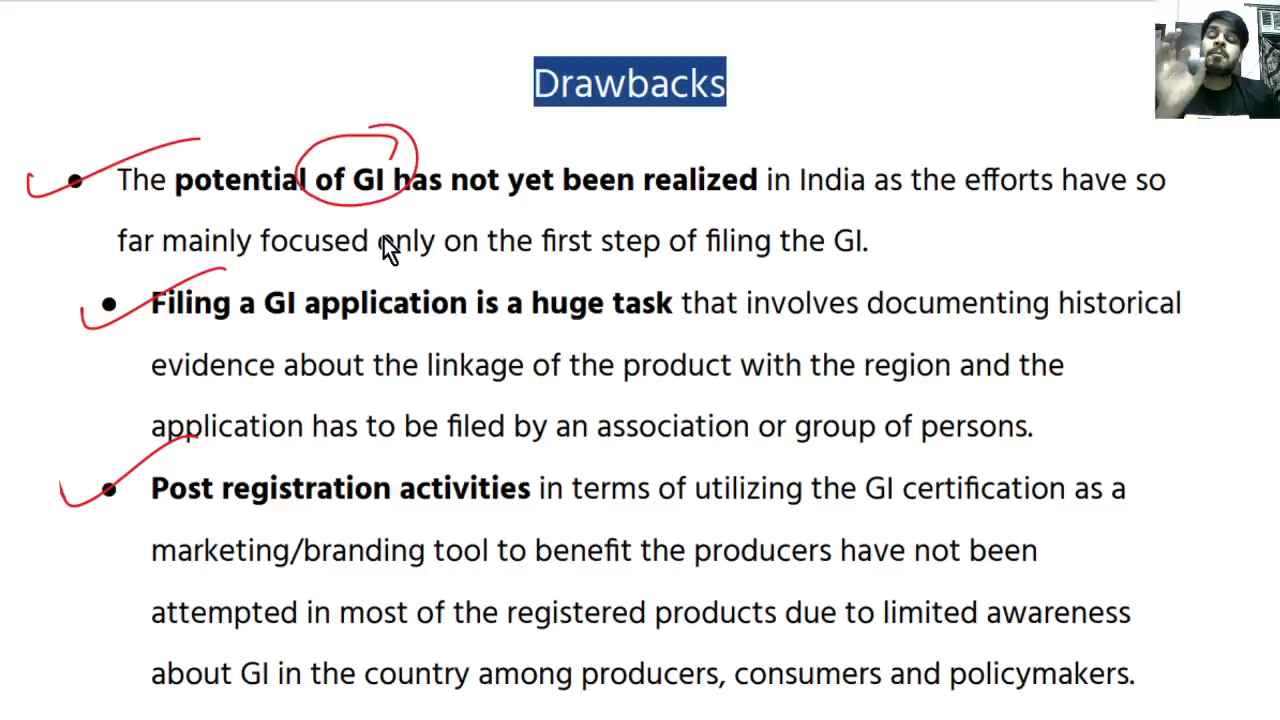 Drawbacks
● The potential of GI has not yet been realized in India as the efforts have so
far mainly focused only on the first step of filing the GI.
● Filing a GI application is a huge task that involves documenting historical
evidence about the linkage of the product with the region and the
application has to be filed by an association or group of persons.
● Post registration activities in terms of utilizing the GI certification as a
marketing/branding tool to benefit the producers have not been
attempted in most of the registered products due to limited awareness
about GI in the country among producers, consumers and policymakers.